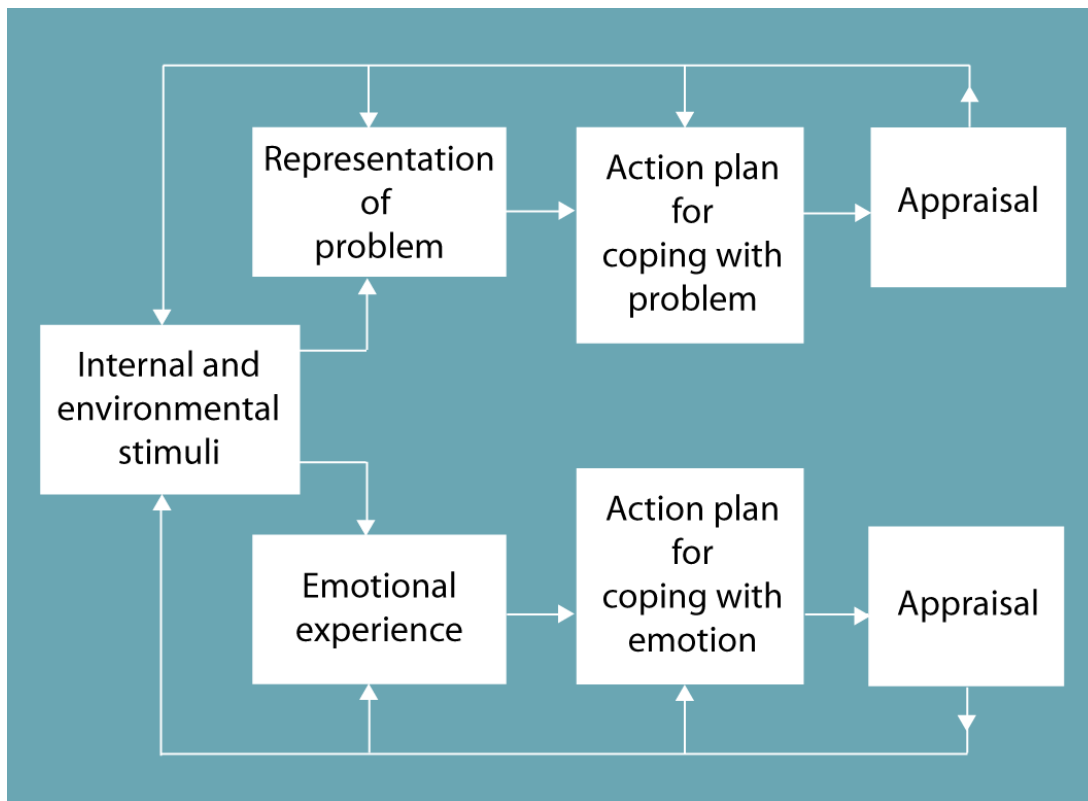 Representation
of
problem
Action plan
for
coping with
problem
Appraisal
Internal and
environmental
stimuli
Emotional
experience
Action plan
for
coping with
emotion
Appraisal